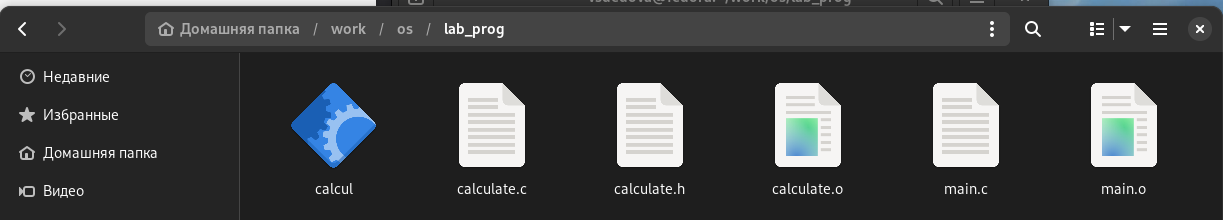 Домашняя папка / work / os / lab_prog
Недавние
Избранные
Домашняя папка
Видео
calcul
calculate.c
calculate.h
calculate.o
main.c
main.o